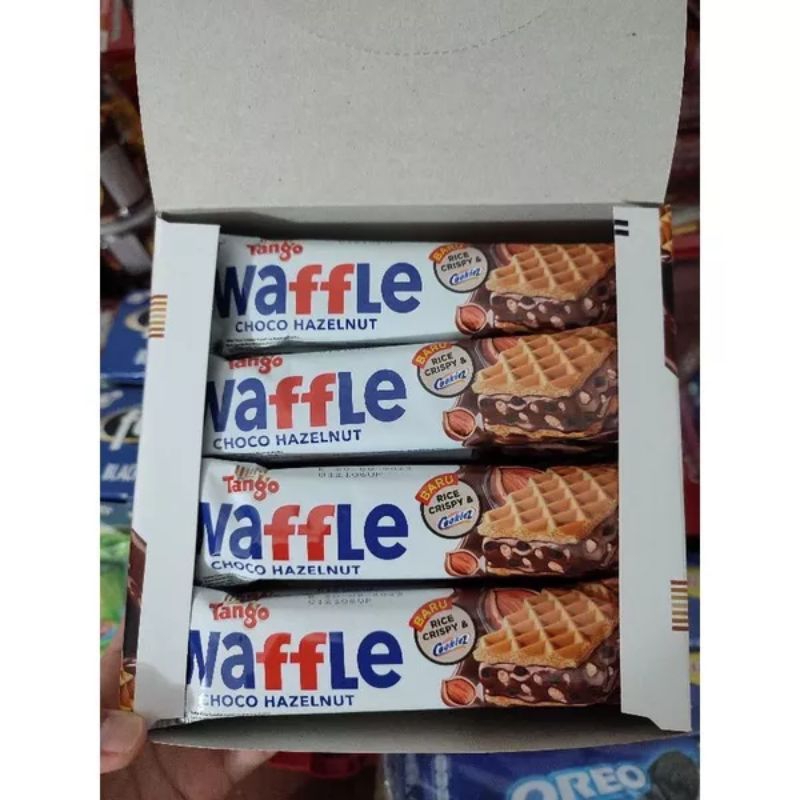 Tango
waffle
CHOCO HAZELNUT
BARU
RICE
CRISPY &
Cookiez
Tango
waffle
CHOCO HAZELNUT
BARU
RICE
CRISPY &
Cookiez
Tango
waffle
CHOCO HAZELNUT
BARU
RICE
CRISPY &
Cookiez
Tango
waffle
CHOCO HAZELNUT
BARU
RICE
CRISPY &
Cookiez
BLAC
OREO